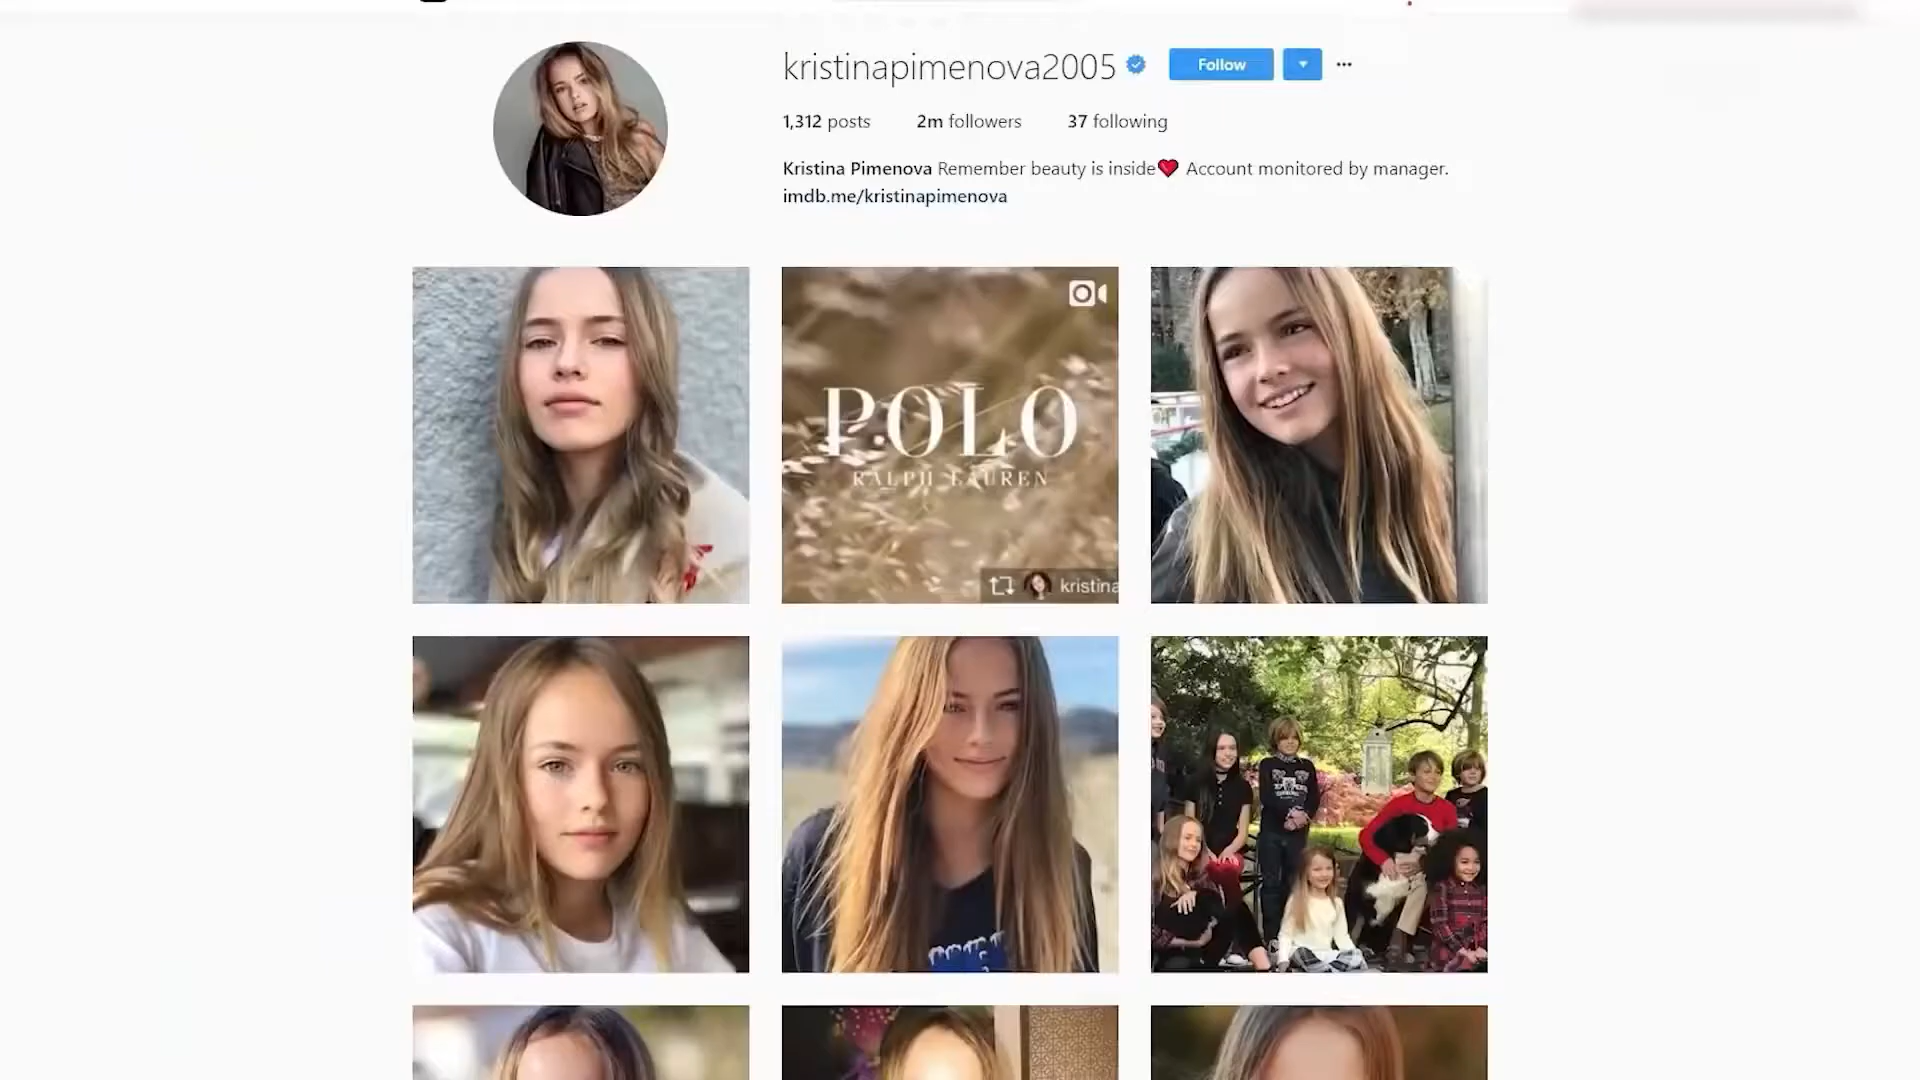 kristinapimenova2005 Follow
1,312 posts 2m followers 37 following
Kristina Pimenova Remember beauty is inside❤️ Account monitored by manager.
imdb.me/kristinapimenova
POLO
RALPH LAUREN
kristina